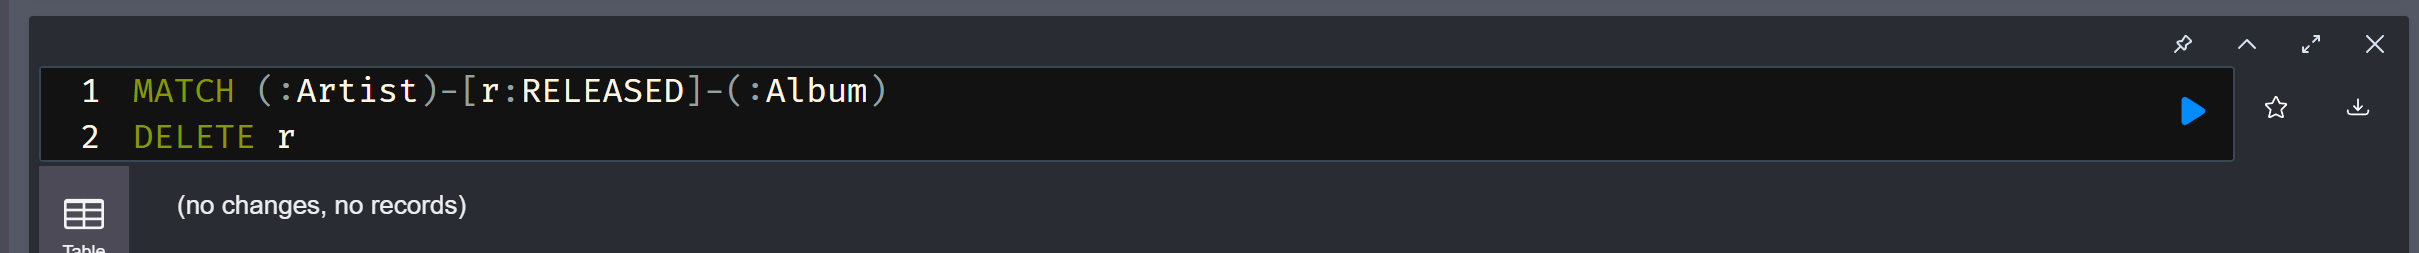 1 MATCH (:Artist)-[r:RELEASED]-(:Album)
2 DELETE r
(no changes, no records)
Table